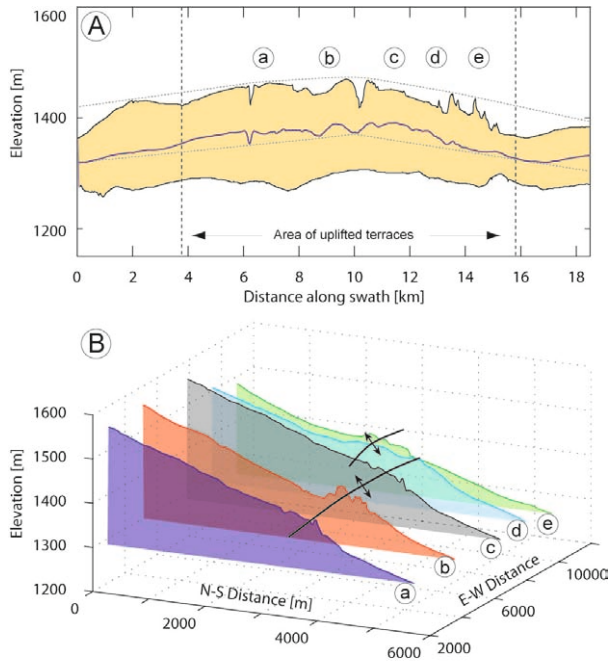 A
1600
1400
1200
Elevation [m]
a b c d e
Area of uplifted terraces
0 2 4 6 8 10 12 14 16 18
Distance along swath [km]
B
1600
1500
1400
1300
1200
Elevation [m]
a b c d e
0 2000 4000 6000
N-S Distance [m]
2000 6000 10000
E-W Distance